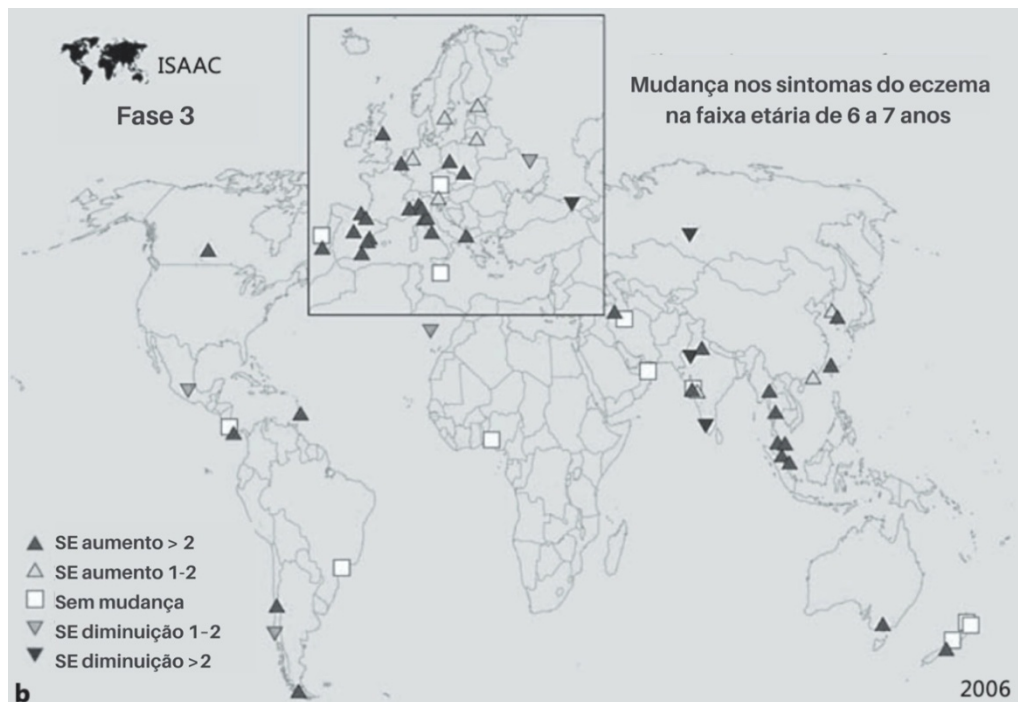 ISAAC
Fase 3
Mudança nos sintomas do eczema
na faixa etária de 6 a 7 anos
SE aumento > 2
SE aumento 1-2
Sem mudança
SE diminuição 1-2
SE diminuição >2
b
2006